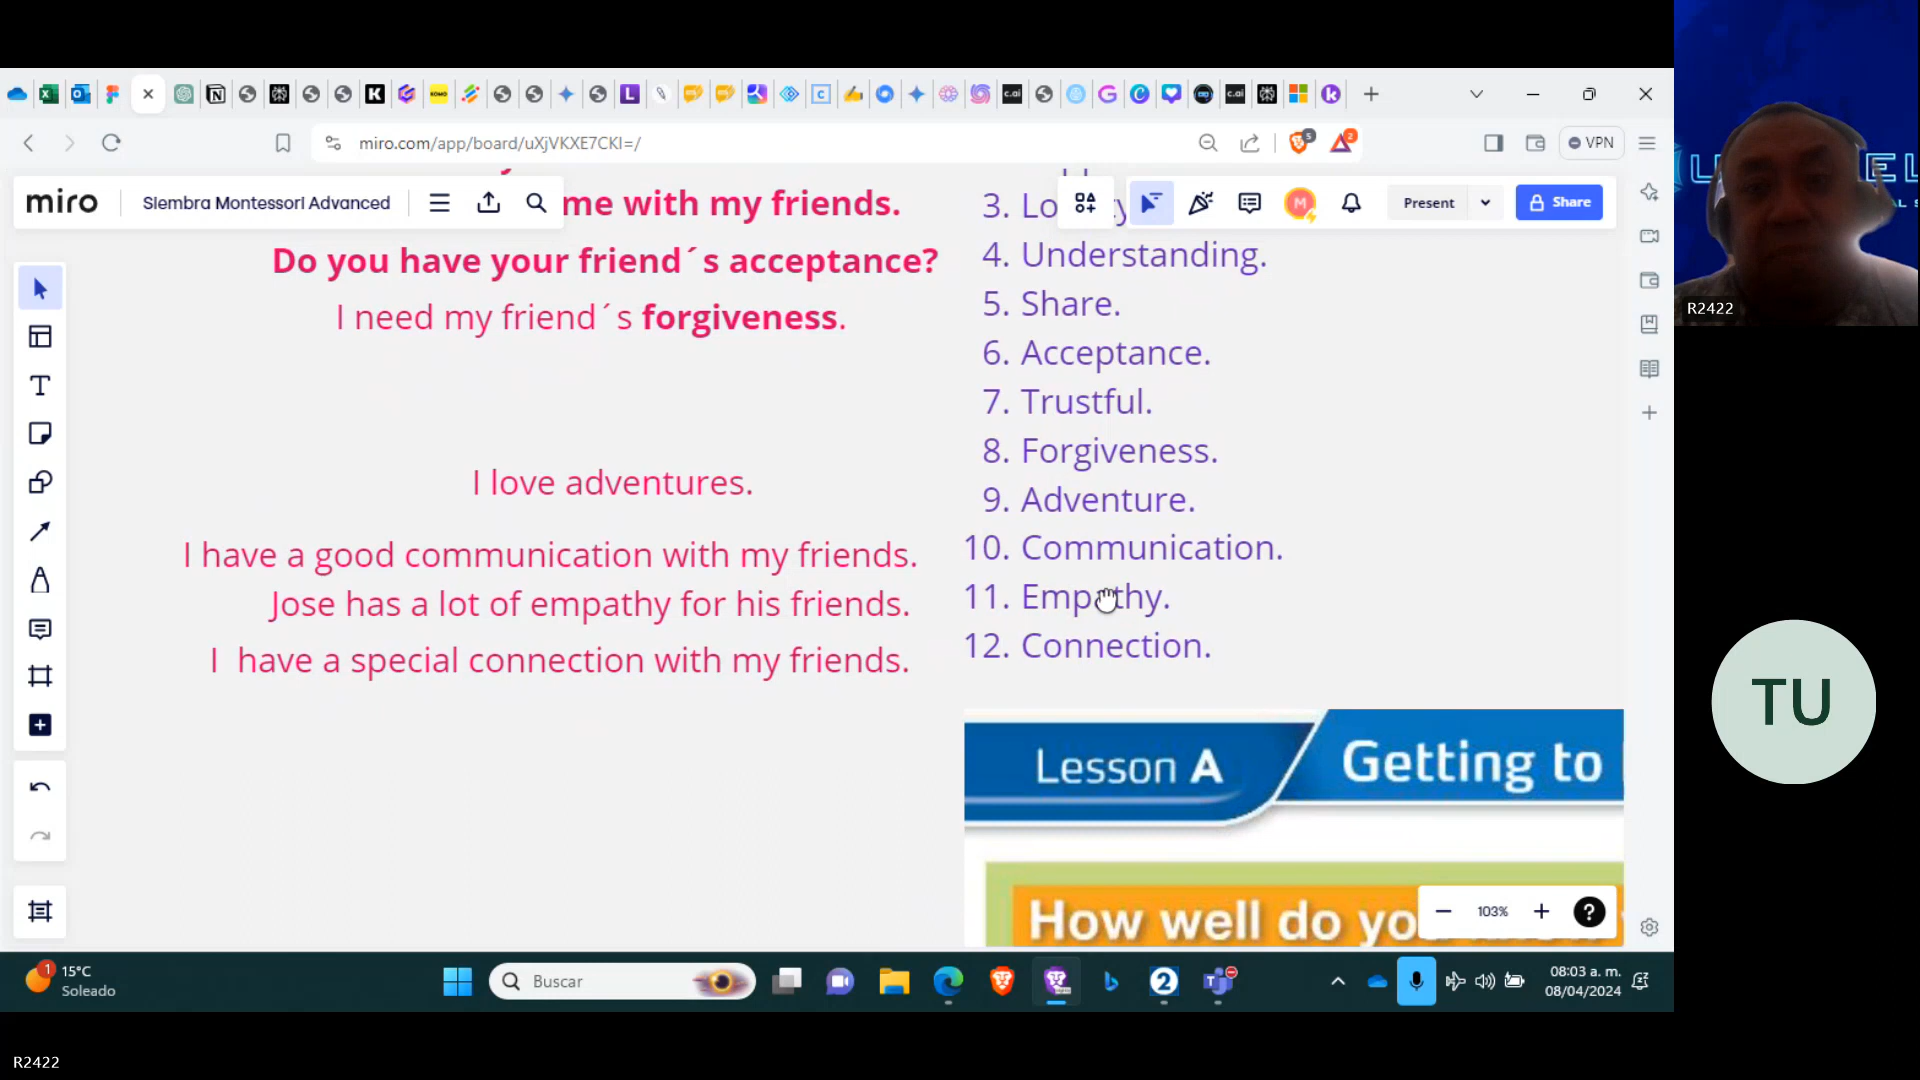 miro.com/app/board/uXjVKXE7CKI=/
VPN
miro
Siembra Montessori Advanced
Present
Share
me with my friends.
Do you have your friend´s acceptance?
I need my friend´s forgiveness.
I love adventures.
I have a good communication with my friends.
Jose has a lot of empathy for his friends.
I have a special connection with my friends.
3. Lo
4. Understanding.
5. Share.
6. Acceptance.
7. Trustful.
8. Forgiveness.
9. Adventure.
10. Communication.
11. Empathy.
12. Connection.
Lesson A
Getting to
How well do yo
103%
R2422
TU
1
15°C
Soleado
Buscar
08:03 a. m.
08/04/2024
R2422